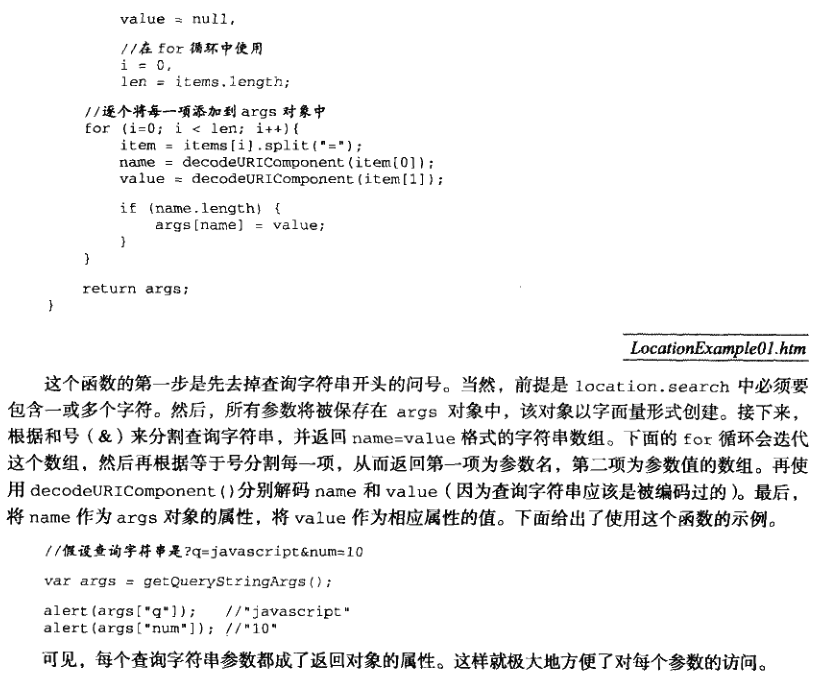 value = null,
//在 for 循环中使用
i = 0,
len = items.length;
//逐个将每一项添加到 args 对象中
for (i=0; i < len; i++){
item = items[i].split("=");
name = decodeURIComponent(item[0]);
value = decodeURIComponent(item[1]);
if (name.length) {
args[name] = value;
}
}
return args;
}
LocationExample01.htm
这个函数的第一步是先去掉查询字符串开头的问号。当然，前提是 location.search 中必须要
包含一或多个字符。然后，所有参数将被保存在 args 对象中，该对象以字面量形式创建。接下来，
根据和号（&）来分割查询字符串，并返回 name=value 格式的字符串数组。下面的 for 循环会迭代
这个数组，然后再根据等于号分割每一项，从而返回第一项为参数名，第二项为参数值的数组。再使
用 decodeURIComponent()分别解码 name 和 value（因为查询字符串应该是被编码过的）。最后，
将 name 作为 args 对象的属性，将 value 作为相应属性的值。下面给出了使用这个函数的示例。
//假设查询字符串是?q=javascript&num=10
var args = getQueryStringArgs();
alert(args["q"]); //"javascript"
alert(args["num"]); //"10"
可见，每个查询字符串参数都成了返回对象的属性。这样就极大地方便了对每个参数的访问。